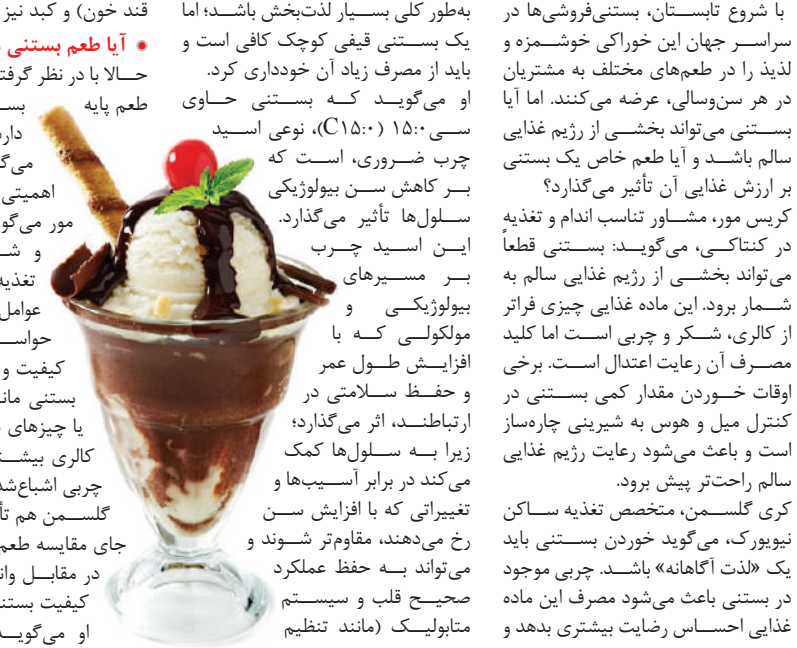 با شروع تابستان، بستنی‌فروشی‌ها در
سراسر جهان این خوراکی خوشمزه و
لذیذ را در طعم‌های مختلف به مشتریان
در هر سن‌وسالی، عرضه می‌کنند. اما آیا
بستنی می‌تواند بخشی از رژیم غذایی
سالم باشد و آیا طعم خاص یک بستنی
بر ارزش غذایی آن تأثیر می‌گذارد؟
کریس مور، مشاور تناسب اندام و تغذیه
در کنتاکی، می‌گوید: بستنی قطعاً
می‌تواند بخشی از رژیم غذایی سالم به
شمار برود. این ماده غذایی چیزی فراتر
از کالری، شکر و چربی است اما کلید
مصرف آن رعایت اعتدال است. برخی
اوقات خوردن مقدار کمی بستنی در
کنترل میل و هوس به شیرینی چاره‌ساز
است و باعث می‌شود رعایت رژیم غذایی
سالم راحت‌تر پیش برود.
کری گلسمن، متخصص تغذیه ساکن
نیویورک، می‌گوید خوردن بستنی باید
یک «لذت آگاهانه» باشد. چربی موجود
در بستنی باعث می‌شود مصرف این ماده
غذایی احساس رضایت بیشتری بدهد و
به‌طور کلی بسیار لذت‌بخش باشد؛ اما
یک بستنی قیفی کوچک کافی است و
باید از مصرف زیاد آن خودداری کرد.
او می‌گوید که بستنی حاوی
سی۱۵:۰ (C۱۵:۰)، نوعی اسید
چرب ضروری، است که
بر کاهش سن بیولوژیکی
سلول‌ها تأثیر می‌گذارد.
این اسید چرب
بر مسیرهای
بیولوژیکی و
مولکولی که با
افزایش طول عمر
و حفظ سلامتی در
ارتباطند، اثر می‌گذارد؛
زیرا به سلول‌ها کمک
می‌کند در برابر آسیب‌ها و
تغییراتی که با افزایش سن
رخ می‌دهند، مقاوم‌تر شوند و
می‌تواند به حفظ عملکرد
صحیح قلب و سیستم
متابولیک (مانند تنظیم
قند خون) و کبد نیز
• آیا طعم بستنی
حالا با در نظر گرفت
طعم پایه بس
دار
می‌گ
اهمیتی
مور می‌گو
و ش
تغذیه
عوامل
حواس
کیفیت و
بستنی مان
یا چیزهای
کالری بیش
چربی اشباع‌شد
گلسمن هم تأ
جای مقایسه طعم
در مقابل وان
کیفیت بستن
او می‌گوید